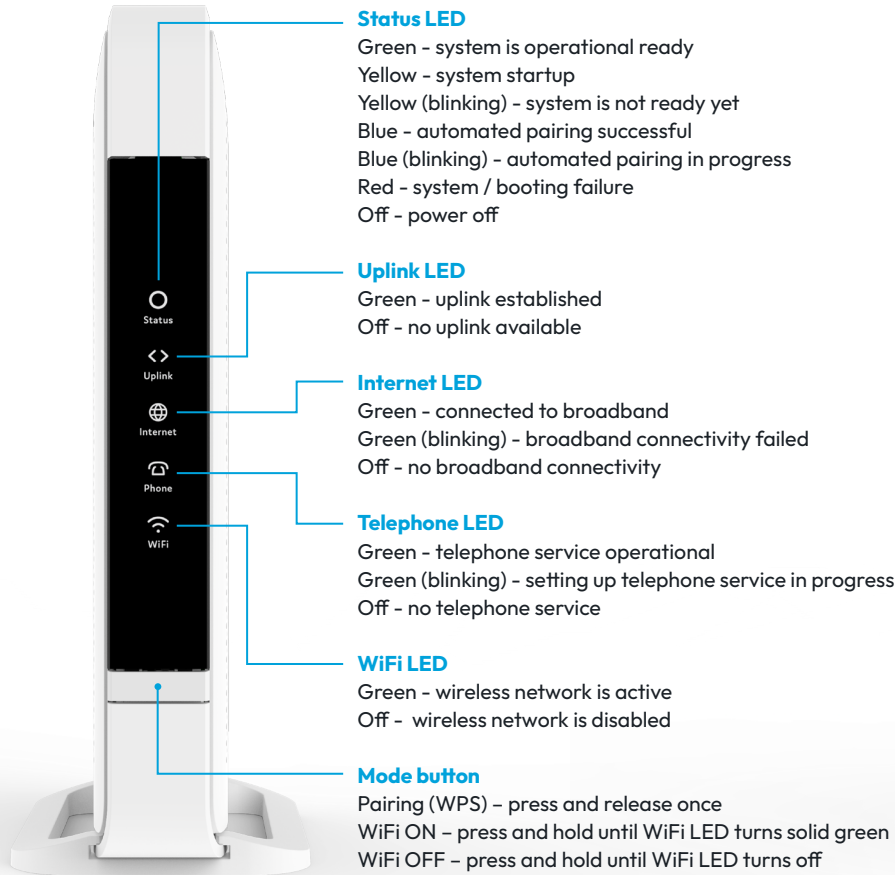 Status LED
Green - system is operational ready
Yellow - system startup
Yellow (blinking) - system is not ready yet
Blue - automated pairing successful
Blue (blinking) - automated pairing in progress
Red - system / booting failure
Off - power off
Status
Uplink
Internet
Phone
WiFi
Uplink LED
Green - uplink established
Off - no uplink available
Internet LED
Green - connected to broadband
Green (blinking) - broadband connectivity failed
Off - no broadband connectivity
Telephone LED
Green - telephone service operational
Green (blinking) - setting up telephone service in progress
Off - no telephone service
WiFi LED
Green - wireless network is active
Off -  wireless network is disabled
Mode button
Pairing (WPS) – press and release once
WiFi ON – press and hold until WiFi LED turns solid green
WiFi OFF – press and hold until WiFi LED turns off